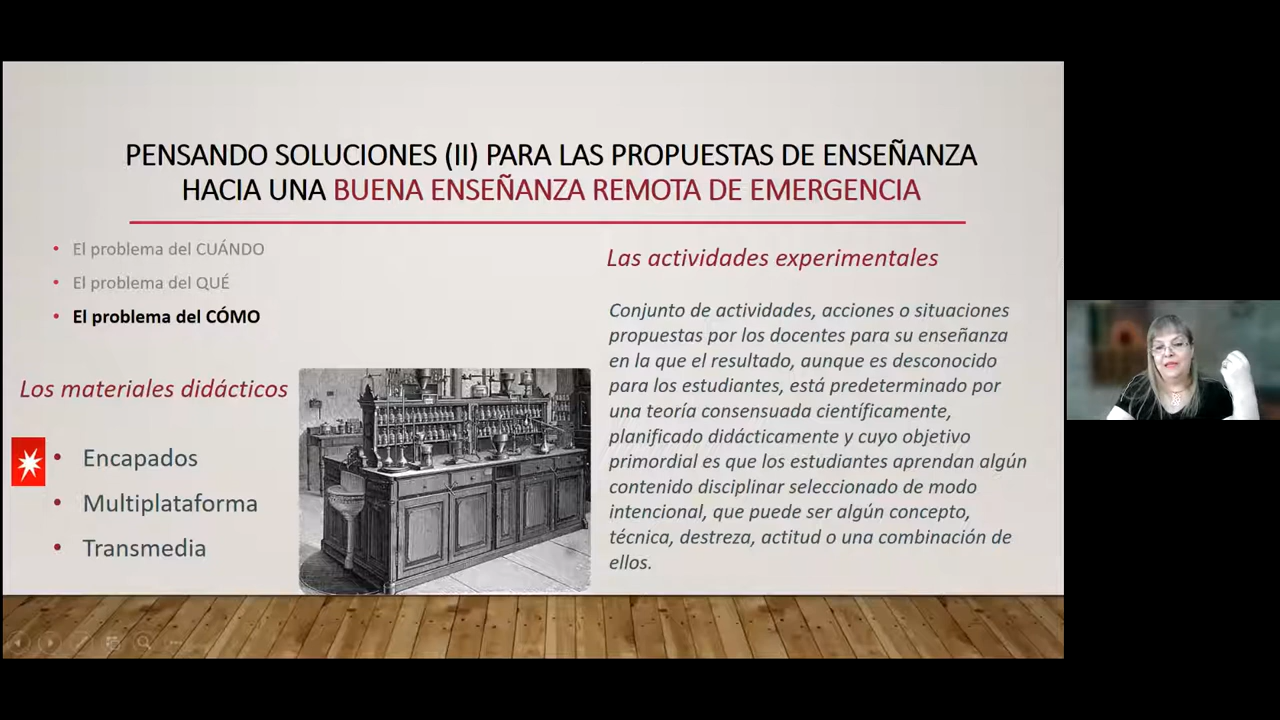 PENSANDO SOLUCIONES (II) PARA LAS PROPUESTAS DE ENSEÑANZA
HACIA UNA BUENA ENSEÑANZA REMOTA DE EMERGENCIA
• El problema del CUÁNDO
• El problema del QUÉ
• El problema del CÓMO
Los materiales didácticos
• Encapados
• Multiplataforma
• Transmedia
Las actividades experimentales
Conjunto de actividades, acciones o situaciones
propuestas por los docentes para su enseñanza
en la que el resultado, aunque es desconocido
para los estudiantes, está predeterminado por
una teoría consensuada científicamente,
planificado didácticamente y cuyo objetivo
primordial es que los estudiantes aprendan algún
contenido disciplinar seleccionado de modo
intencional, que puede ser algún concepto,
técnica, destreza, actitud o una combinación de
ellos.